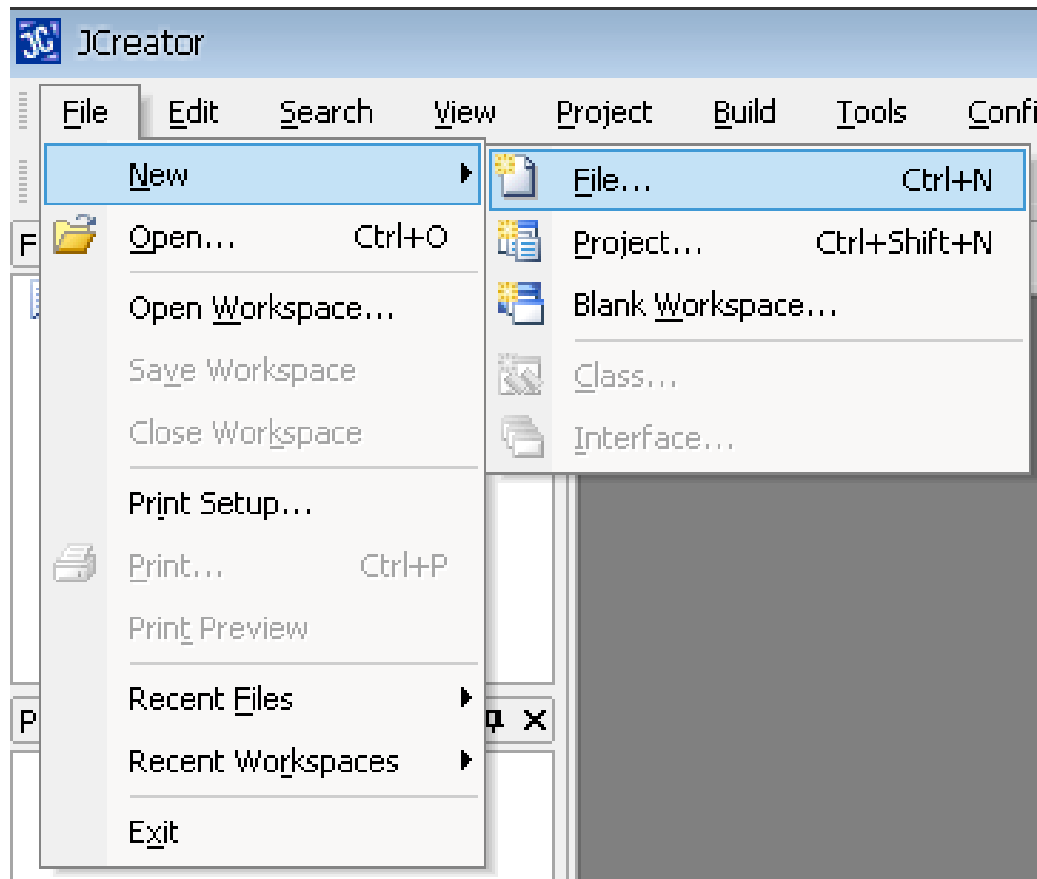 JCreator
File Edit Search View Project Build Tools Confi
New
Open... Ctrl+O
Open Workspace...
Save Workspace
Close Workspace
Print Setup...
Print... Ctrl+P
Print Preview
Recent Files
Recent Workspaces
Exit
File... Ctrl+N
Project... Ctrl+Shift+N
Blank Workspace...
Class...
Interface...
F
P